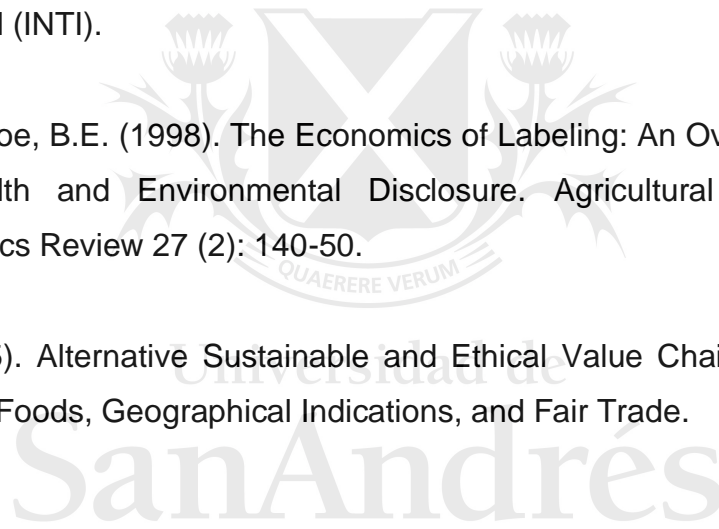 l (INTI).
oe, B.E. (1998). The Economics of Labeling: An Ov
lth and Environmental Disclosure. Agricultural
cs Review 27 (2): 140-50.
QUAERERE VERUM
5). Alternative Sustainable and Ethical Value Chai
Universidad de
Foods, Geographical Indications, and Fair Trade.
SanAndrés